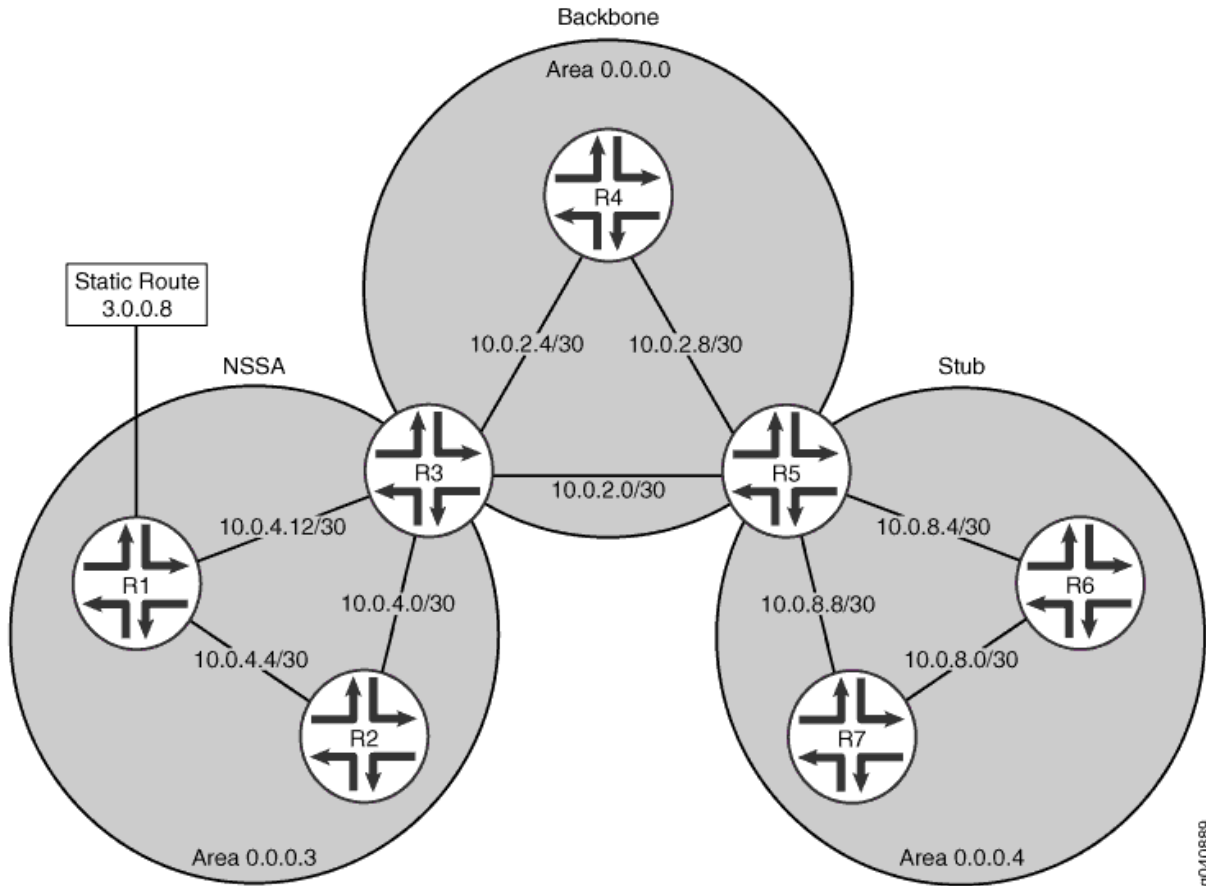 Backbone
Area 0.0.0.0
R4
Static Route
3.0.0.8
10.0.2.4/30
10.0.2.8/30
NSSA
Stub
R3
R5
10.0.2.0/30
10.0.4.12/30
10.0.8.4/30
R1
R6
10.0.4.0/30
10.0.8.8/30
10.0.4.4/30
10.0.8.0/30
R2
R7
Area 0.0.0.3
Area 0.0.0.4
g040889